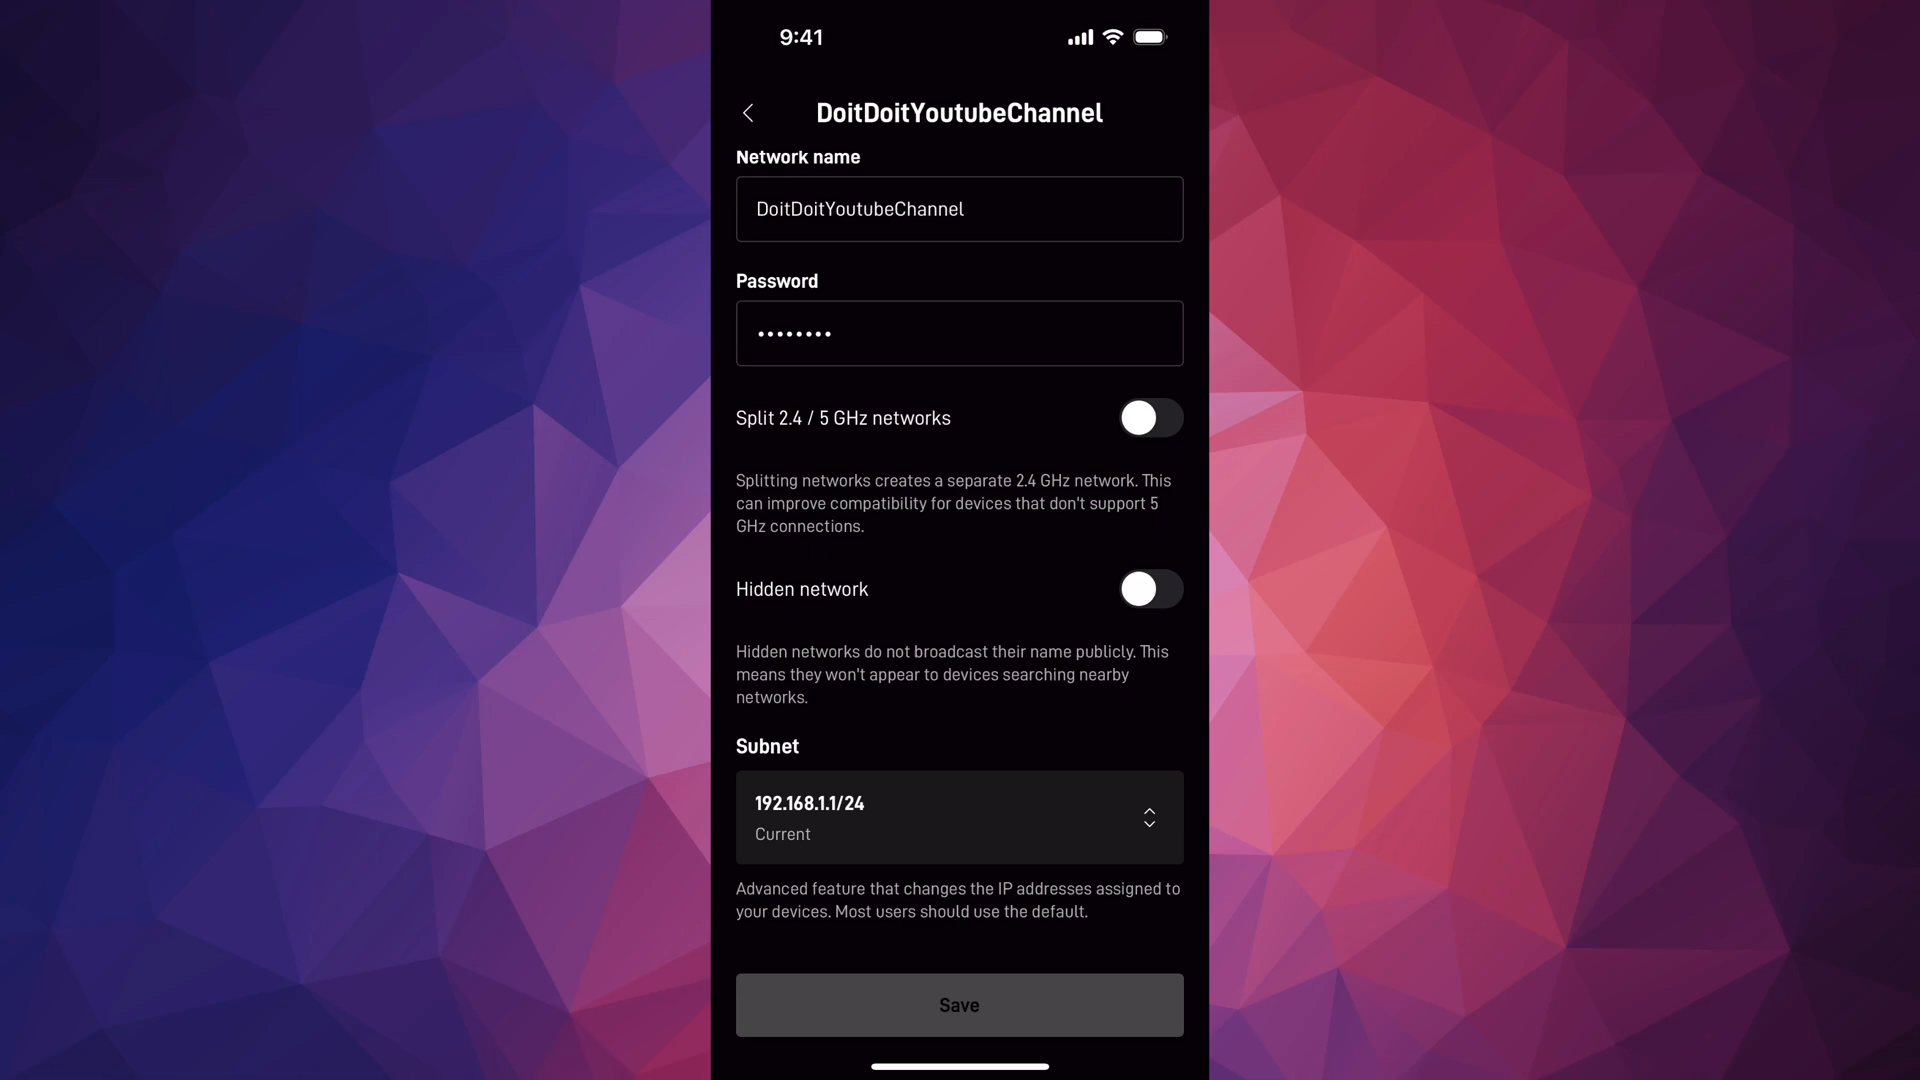 9:41
DoitDoitYoutubeChannel
Network name
DoitDoitYoutubeChannel
Password
••••••••
Split 2.4 / 5 GHz networks
Splitting networks creates a separate 2.4 GHz network. This
can improve compatibility for devices that don't support 5
GHz connections.
Hidden network
Hidden networks do not broadcast their name publicly. This
means they won't appear to devices searching nearby
networks.
Subnet
192.168.1.1/24
Current
Advanced feature that changes the IP addresses assigned to
your devices. Most users should use the default.
Save